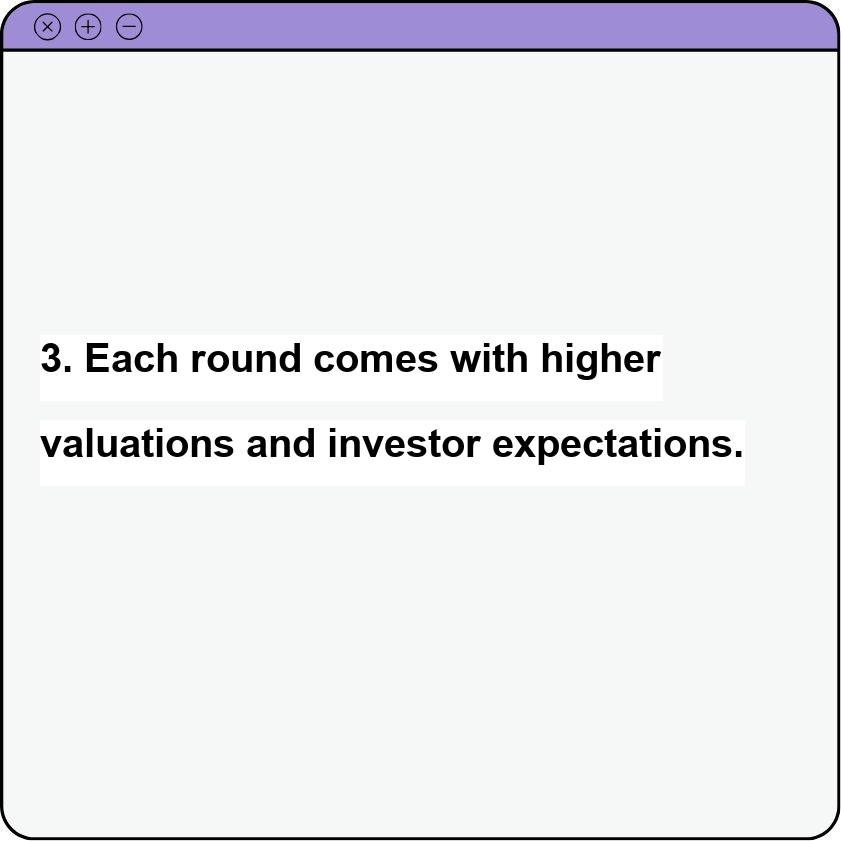 3. Each round comes with higher
valuations and investor expectations.